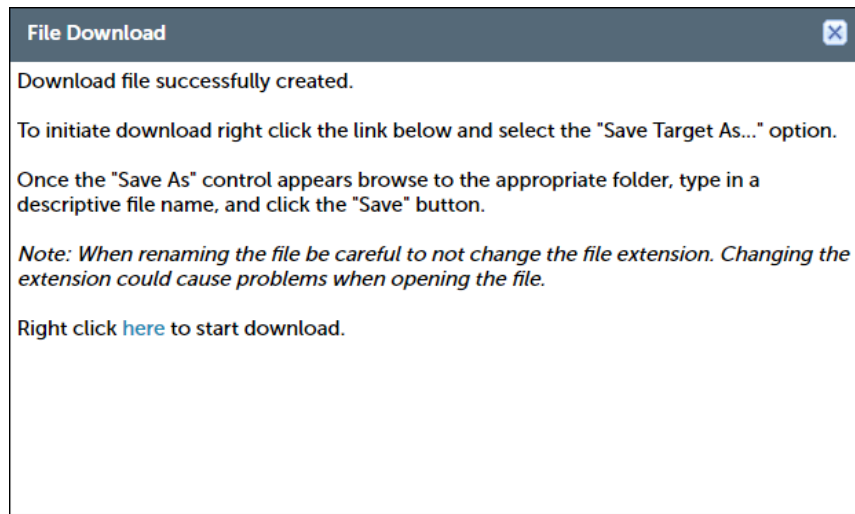 File Download
Download file successfully created.
To initiate download right click the link below and select the "Save Target As..." option.
Once the "Save As" control appears browse to the appropriate folder, type in a
descriptive file name, and click the "Save" button.
Note: When renaming the file be careful to not change the file extension. Changing the
extension could cause problems when opening the file.
Right click here to start download.